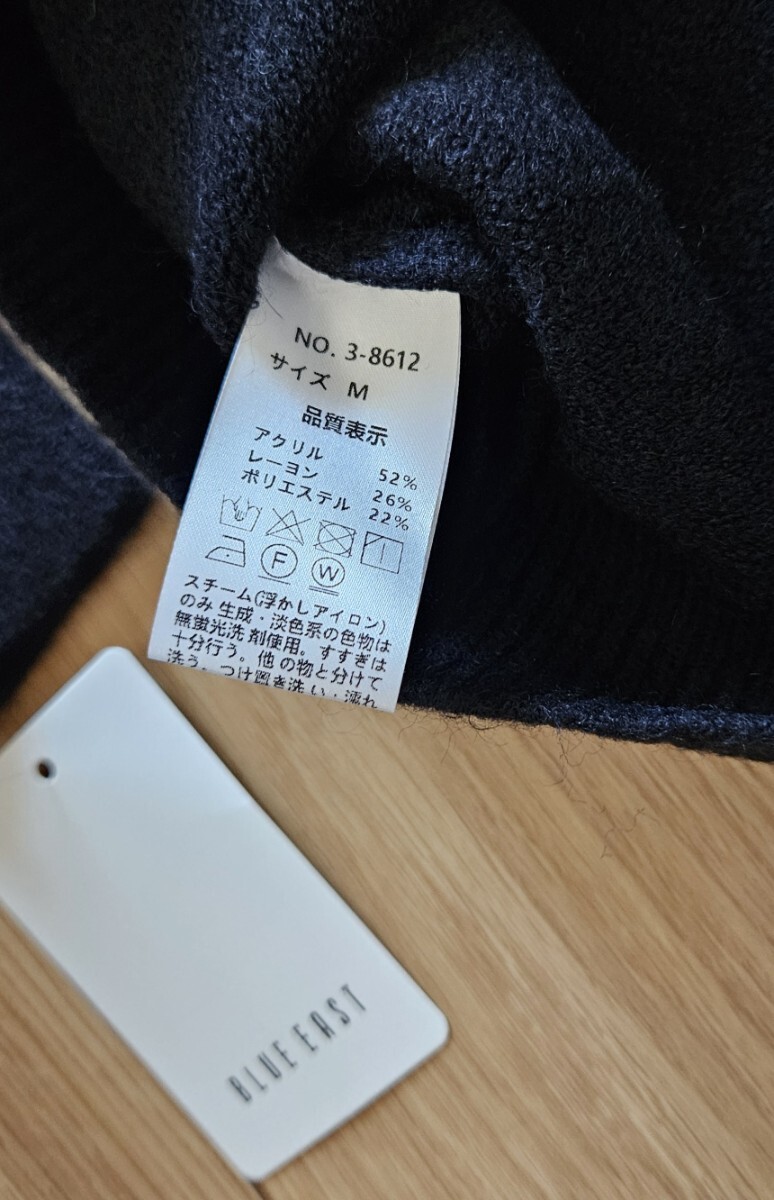 NO. 3-8612
サイズ M
品質表示
アクリル 52%
レーヨン 26%
ポリエステル 22%
F W
スチーム(浮かしアイロン)
のみ 生成・淡色系の色物は
無蛍光洗 剤使用。すすぎは
十分行う。他 の物と分けて
洗う。つけ置き洗い・濡れ
BLUE EAST